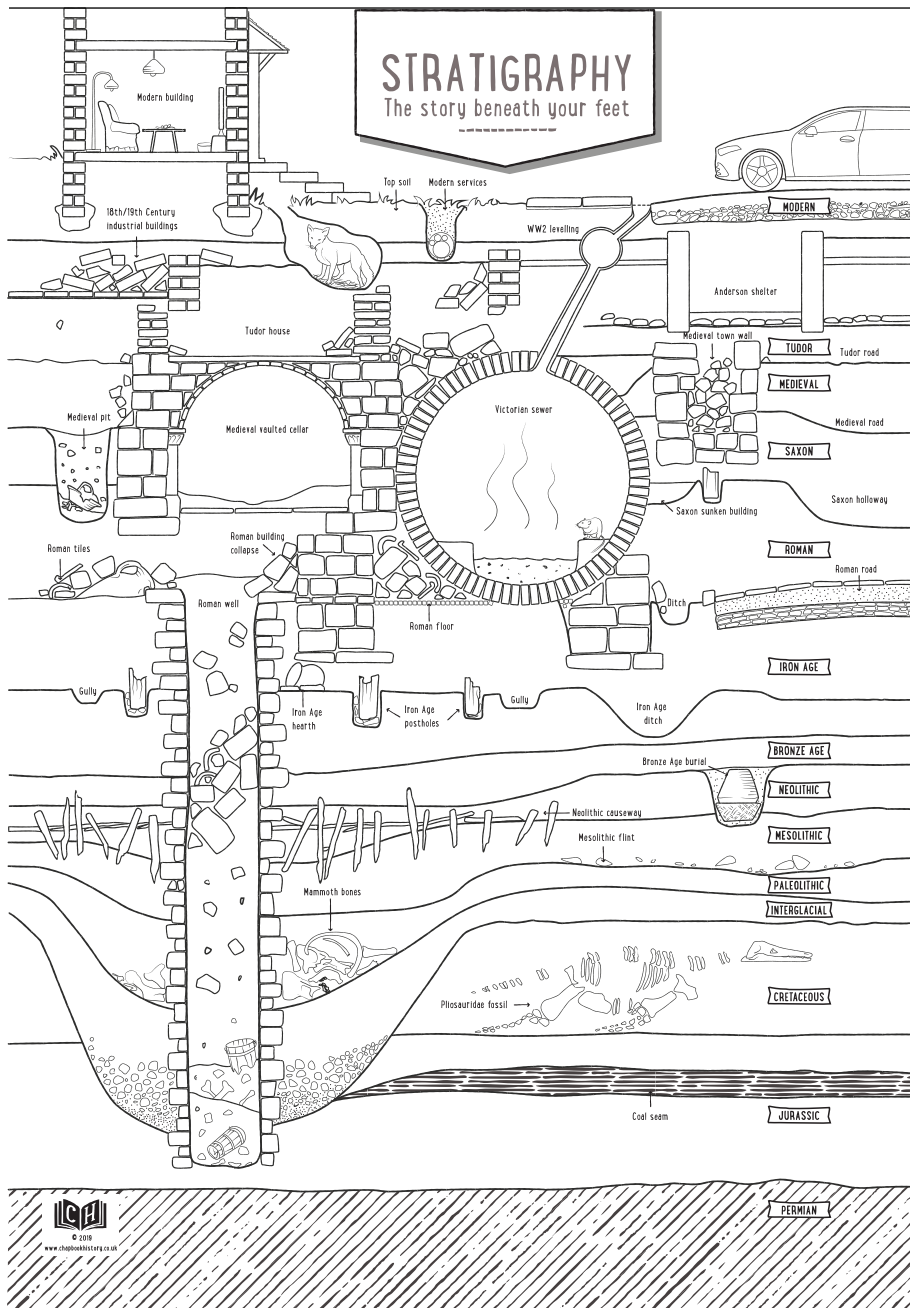 STRATIGRAPHY
The story beneath your feet
Modern building
Top soil
Modern services
18th/19th Century
industrial buildings
WW2 levelling
MODERN
Anderson shelter
Tudor house
Medieval town wall
TUDOR
Tudor road
MEDIEVAL
Medieval pit
Medieval vaulted cellar
Victorian sewer
Medieval road
SAXON
Saxon sunken building
Saxon holloway
Roman tiles
Roman building
collapse
ROMAN
Roman road
Roman well
Roman floor
Ditch
IRON AGE
Gully
Iron Age
hearth
Iron Age
postholes
Gully
Iron Age
ditch
BRONZE AGE
Bronze Age burial
NEOLITHIC
Neolithic causeway
Mesolithic flint
MESOLITHIC
Mammoth bones
PALEOLITHIC
INTERGLACIAL
Pliosauridae fossil
CRETACEOUS
Coal seam
JURASSIC
PERMIAN
CH
© 2019
www.chapbookhistory.co.uk